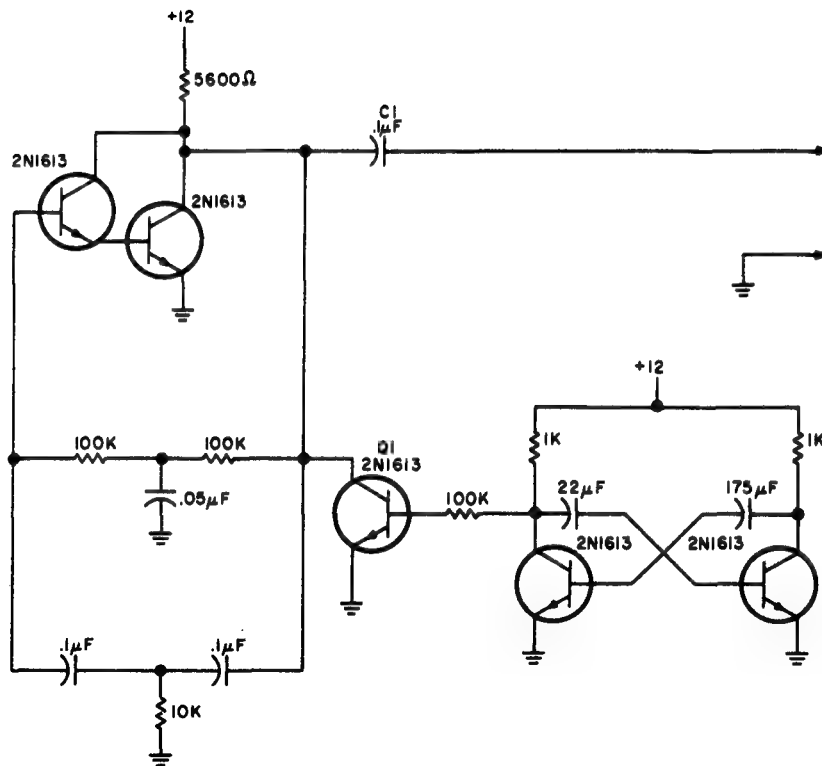 +12
5600Ω
C1
.1µF
2N1613
2N1613
+12
100K
100K
Q1
2N1613
1K
1K
.05µF
100K
22µF
175µF
2N1613
2N1613
.1µF
.1µF
10K